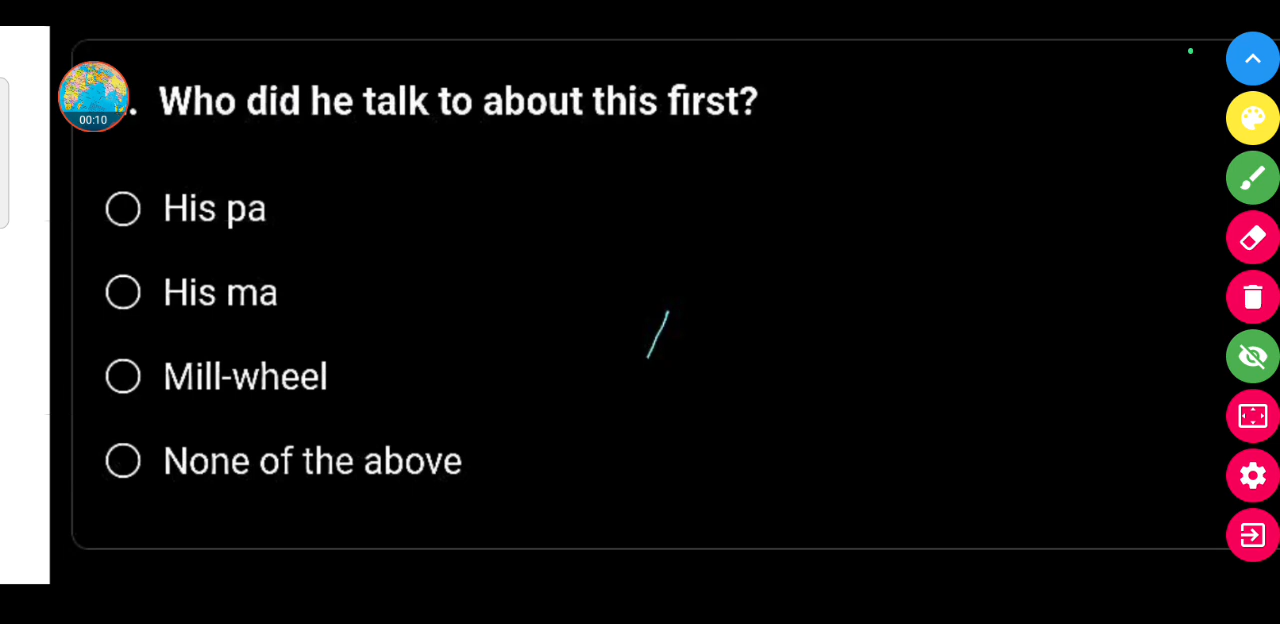 . Who did he talk to about this first?
00:10
His pa
His ma
Mill-wheel
None of the above